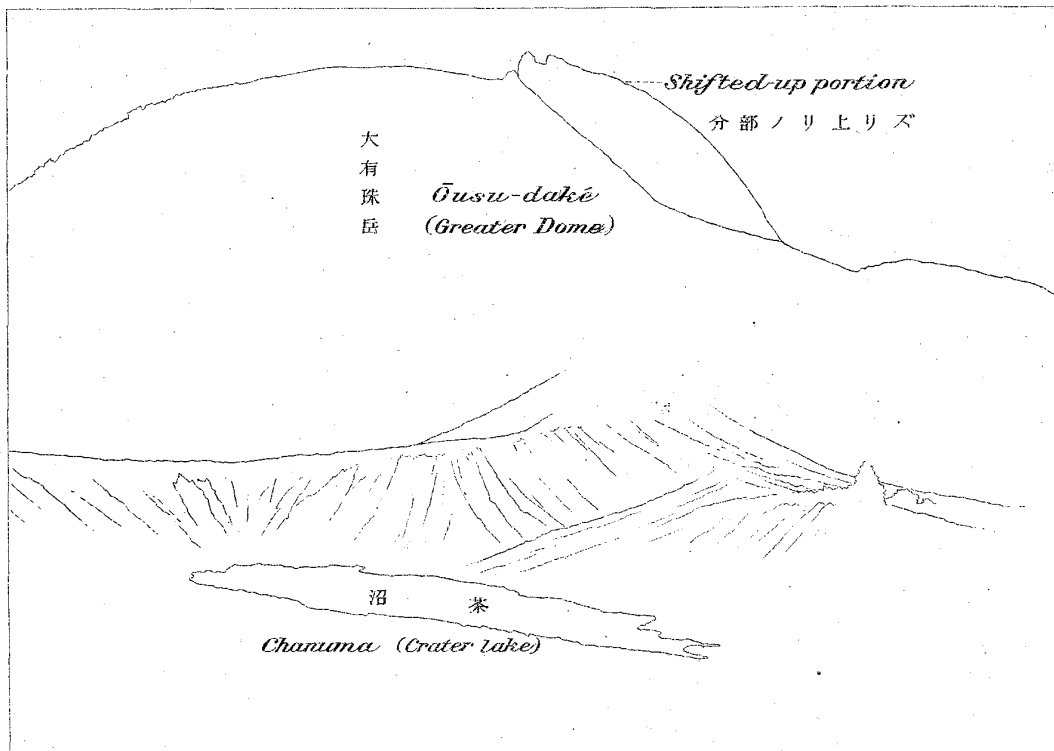 Shifted-up portion
ズリ上リノ部分
大有珠岳
Ōusu-daké
(Greater Dome)
茶沼
Chanuma (Crater lake)